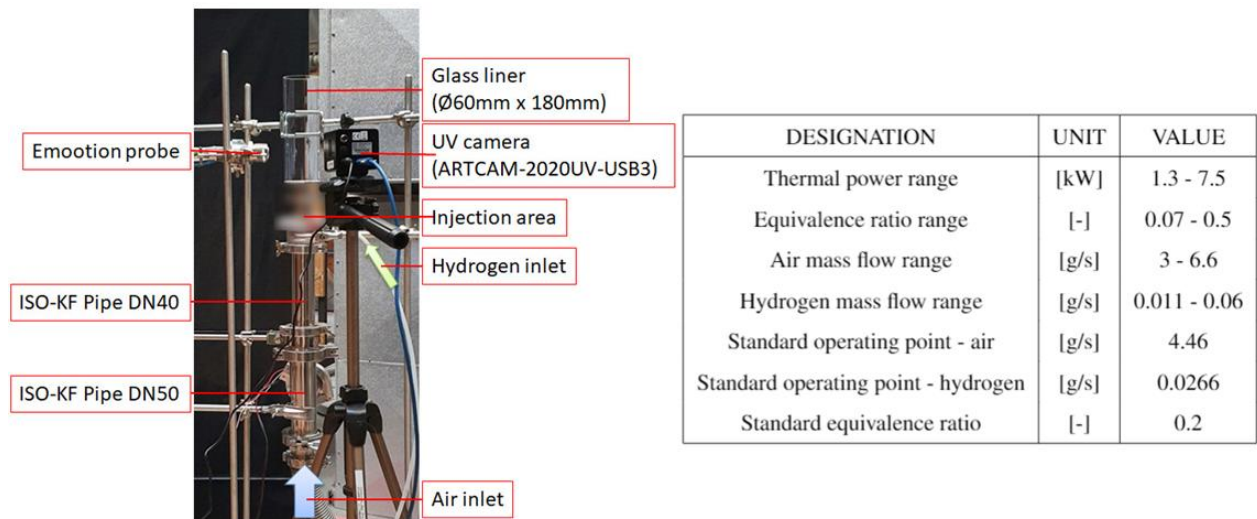 Glass liner
(Ø60mm x 180mm)
UV camera
(ARTCAM-2020UV-USB3)
Emootion probe
Injection area
Hydrogen inlet
ISO-KF Pipe DN40
ISO-KF Pipe DN50
Air inlet
DESIGNATION UNIT VALUE
Thermal power range [kW] 1.3 - 7.5
Equivalence ratio range [-] 0.07 - 0.5
Air mass flow range [g/s] 3 - 6.6
Hydrogen mass flow range [g/s] 0.011 - 0.06
Standard operating point - air [g/s] 4.46
Standard operating point - hydrogen [g/s] 0.0266
Standard equivalence ratio [-] 0.2